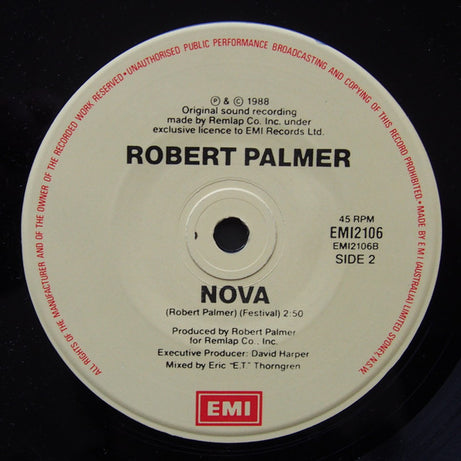 ALL RIGHTS OF THE MANUFACTURER AND OF THE OWNER OF THE RECORDED WORK RESERVED•UNAUTHORISED PUBLIC PERFORMANCE BROADCASTING AND COPYING OF THIS RECORD PROHIBITED•MADE BY E M I (AUSTRALIA) LIMITED SYDNEY, N.S.W.
℗ & © 1988
Original sound recording
made by Remlap Co. Inc. under
exclusive licence to EMI Records Ltd.
ROBERT PALMER
45 RPM
EMI2106
EMI2106B
SIDE 2
NOVA
(Robert Palmer) (Festival) 2:50
Produced by Robert Palmer
for Remlap Co., Inc.
Executive Producer: David Harper
Mixed by Eric "E.T." Thorngren
EMI